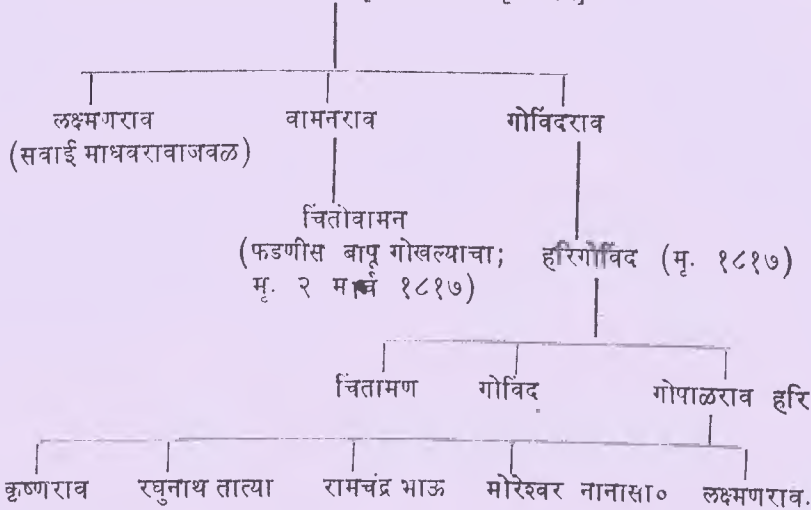 लक्ष्मणराव वामनराव गोविंदराव
(सवाई माधवरावाजवळ)
चिंतोवामन
(फडणीस बापू गोखल्याचा; हरिगोविंद (मृ. १८१७)
मृ. २ मार्च १८१७)
चिंतामण गोविंद गोपाळराव हरि
कृष्णराव रघुनाथ तात्या रामचंद्र भाऊ मोरेश्वर नानासा० लक्ष्मणराव.